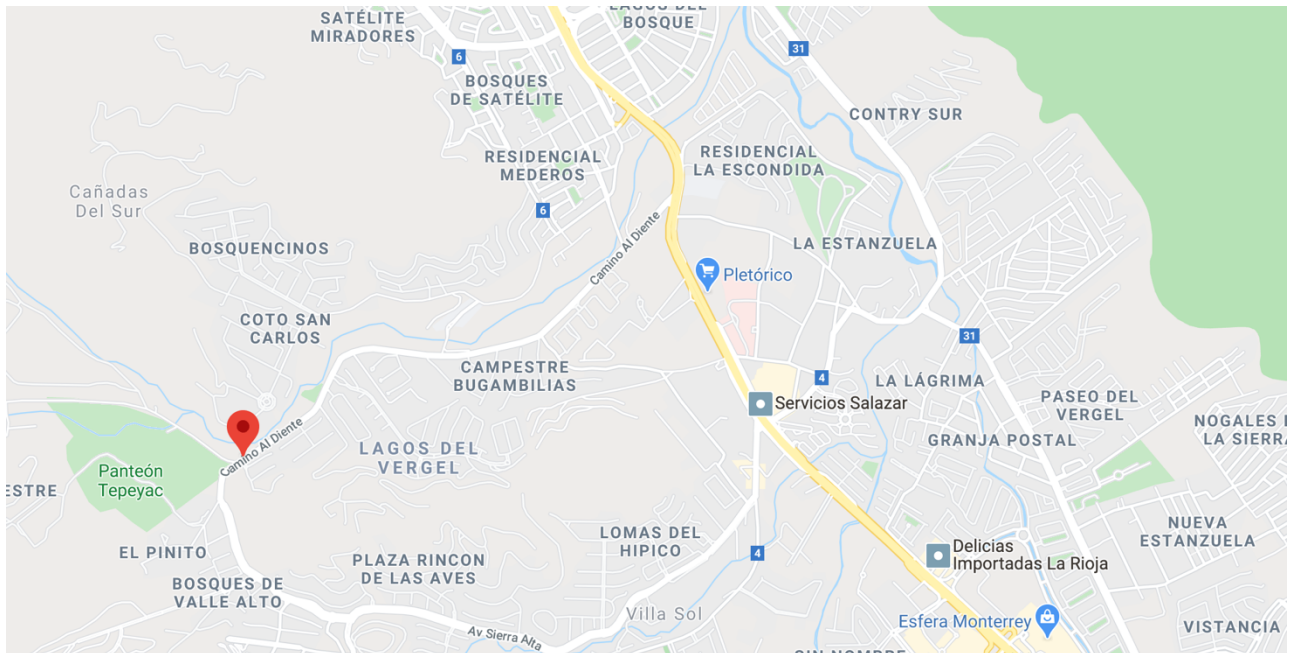 SATÉLITE
MIRADORES
LAGOS DEL
BOSQUE
6
31
BOSQUES
DE SATÉLITE
CONTRY SUR
RESIDENCIAL
MEDEROS
RESIDENCIAL
LA ESCONDIDA
Cañadas
Del Sur
6
BOSQUENCINOS
Camino Al Diente
LA ESTANZUELA
Pletórico
COTO SAN
CARLOS
31
CAMPESTRE
BUGAMBILIAS
4
LA LÁGRIMA
PASEO DEL
VERGEL
Servicios Salazar
NOGALES
LA SIERRA
GRANJA POSTAL
Camino Al Diente
LAGOS DEL
VERGEL
Panteón
Tepeyac
ESTRE
NUEVA
ESTANZUELA
LOMAS DEL
HIPICO
EL PINITO
4
Delicias
Importadas La Rioja
PLAZA RINCON
DE LAS AVES
BOSQUES DE
VALLE ALTO
Villa Sol
Esfera Monterrey
VISTANCIA
Av Sierra Alta
SIN NOMBRE